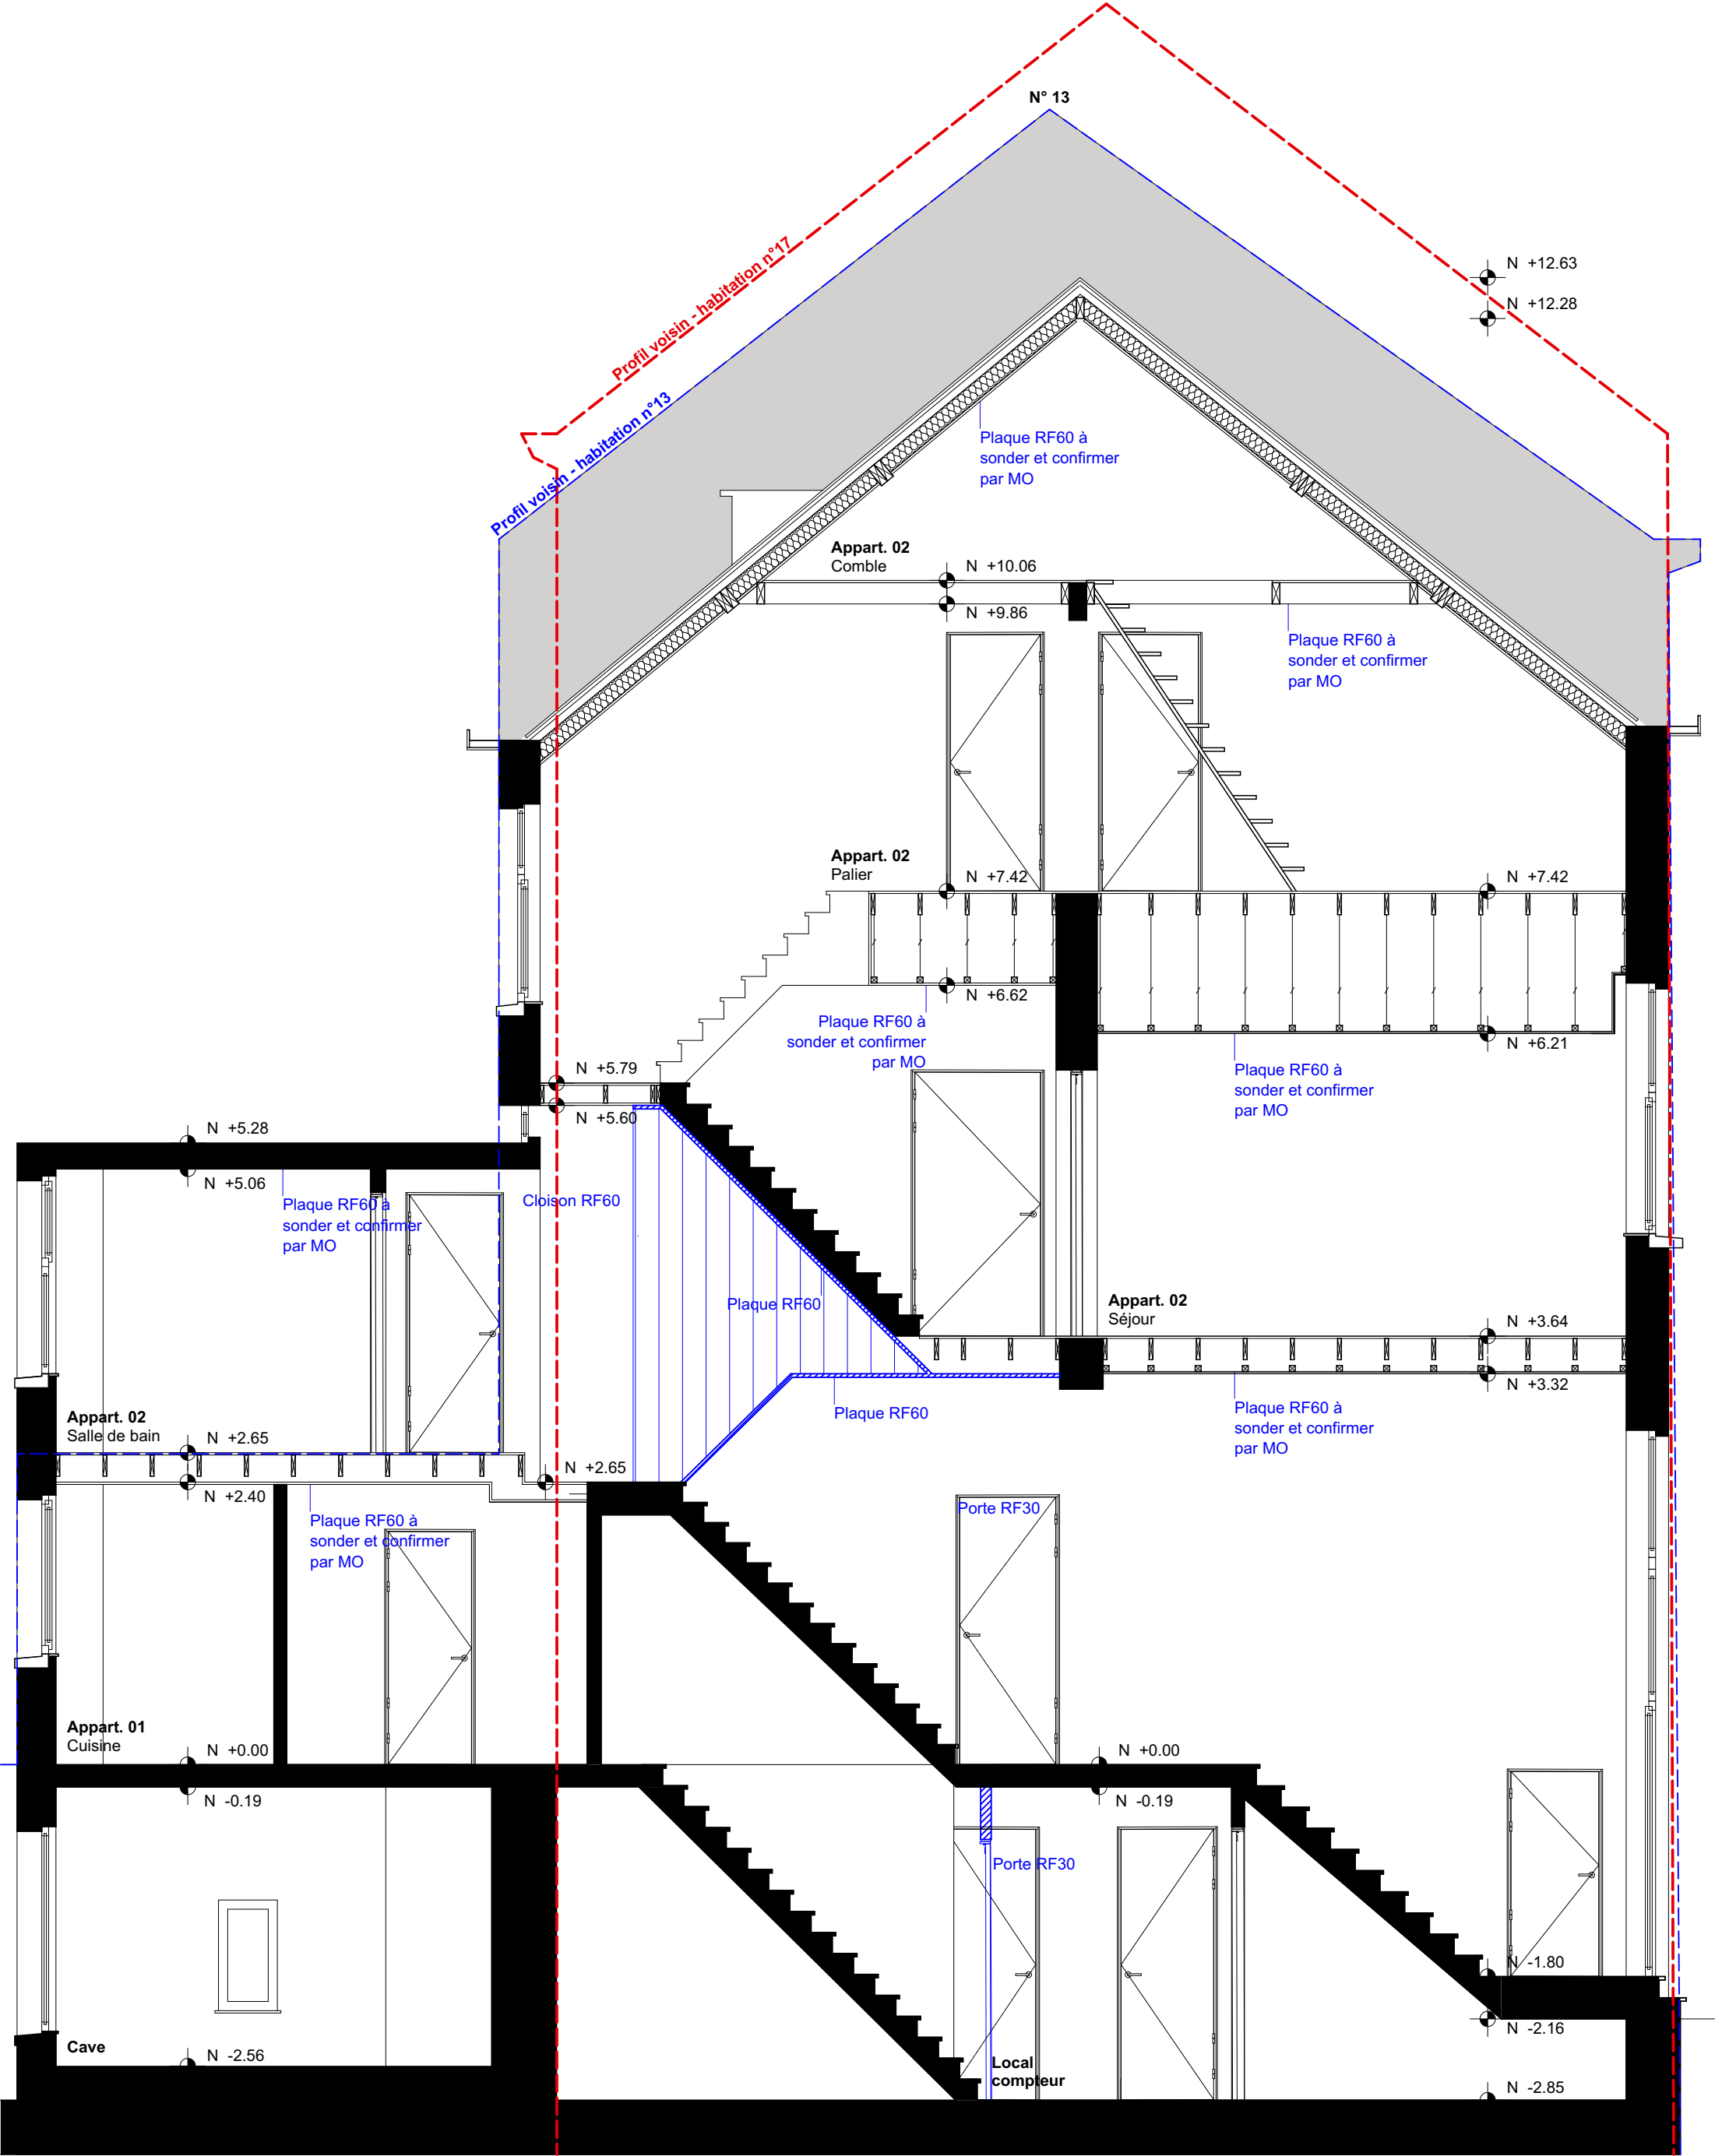 N° 13
Profil voisin - habitation n°17
N +12.63
N +12.28
Profil voisin - habitation n°13
Plaque RF60 à
sonder et confirmer
par MO
Appart. 02
Comble
N +10.06
N +9.86
Plaque RF60 à
sonder et confirmer
par MO
Appart. 02
Palier
N +7.42
N +7.42
N +6.62
Plaque RF60 à
sonder et confirmer
par MO
N +6.21
Plaque RF60 à
sonder et confirmer
par MO
N +5.79
N +5.60
N +5.28
N +5.06
Plaque RF60 à
sonder et confirmer
par MO
Cloison RF60
Plaque RF60
Appart. 02
Séjour
N +3.64
N +3.32
Plaque RF60
Plaque RF60 à
sonder et confirmer
par MO
Appart. 02
Salle de bain
N +2.65
N +2.40
N +2.65
Plaque RF60 à
sonder et confirmer
par MO
Porte RF30
Appart. 01
Cuisine
N +0.00
N -0.19
N +0.00
N -0.19
Porte RF30
N -1.80
N -2.16
Cave
N -2.56
Local
compteur
N -2.85